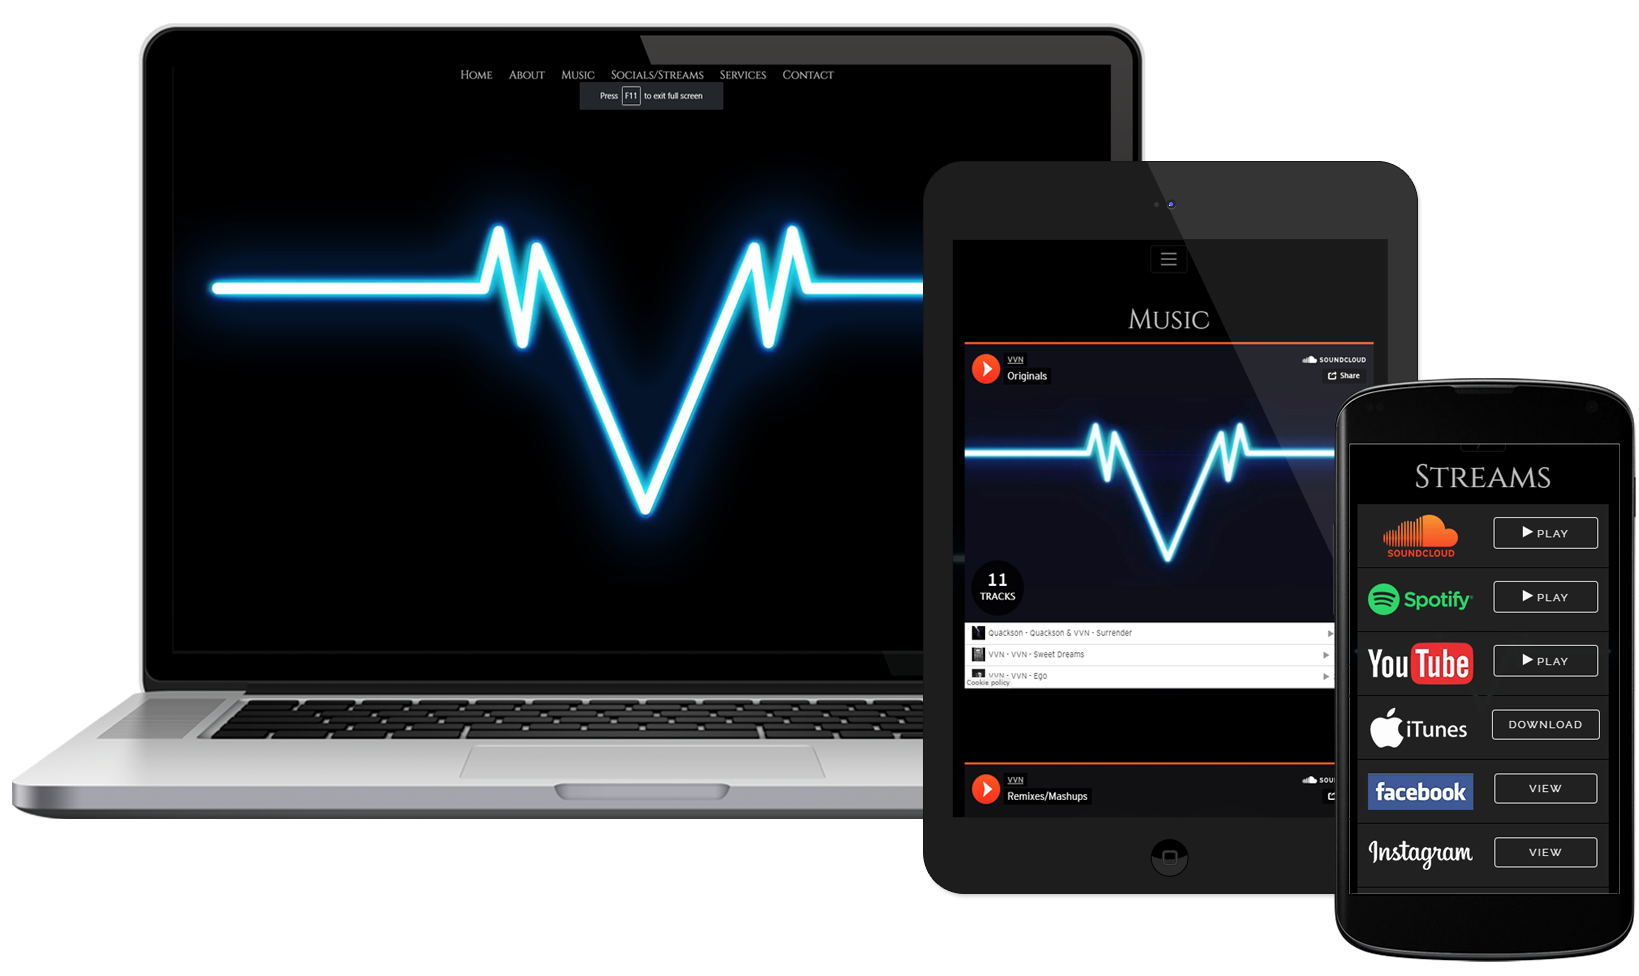 Home About Music Socials/Streams Services Contact
Press F11 to exit full screen
Music
VVN
Originals
SOUNDCLOUD
Share
11
TRACKS
Quackson - Quackson & VVN - Surrender
VVN - VVN - Sweet Dreams
VVN - VVN - Ego
Cookie policy
VVN
Remixes/Mashups
SOU
Streams
SOUNDCLOUD PLAY
Spotify PLAY
YouTube PLAY
iTunes DOWNLOAD
facebook VIEW
Instagram VIEW